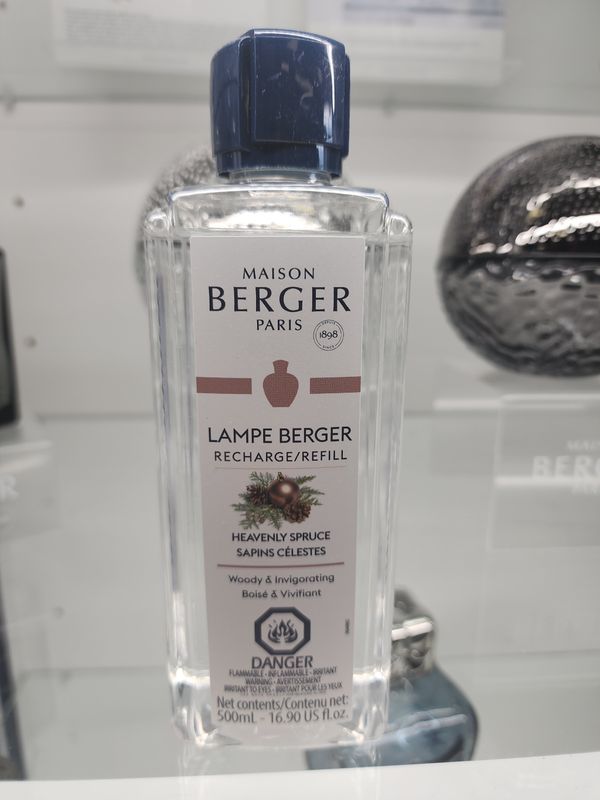 MAISON
BERGER
PARIS
DEPUIS
1898
SINCE
LAMPE BERGER
RECHARGE/REFILL
HEAVENLY SPRUCE
SAPINS CÉLESTES
Woody & Invigorating
Boisé & Vivifiant
DANGER
FLAMMABLE - INFLAMMABLE - IRRITANT
WARNING - AVERTISSEMENT
IRRITANT TO EYES - IRRITANT POUR LES YEUX
Net contents/Contenu net:
500mL - 16.90 US fl.oz.